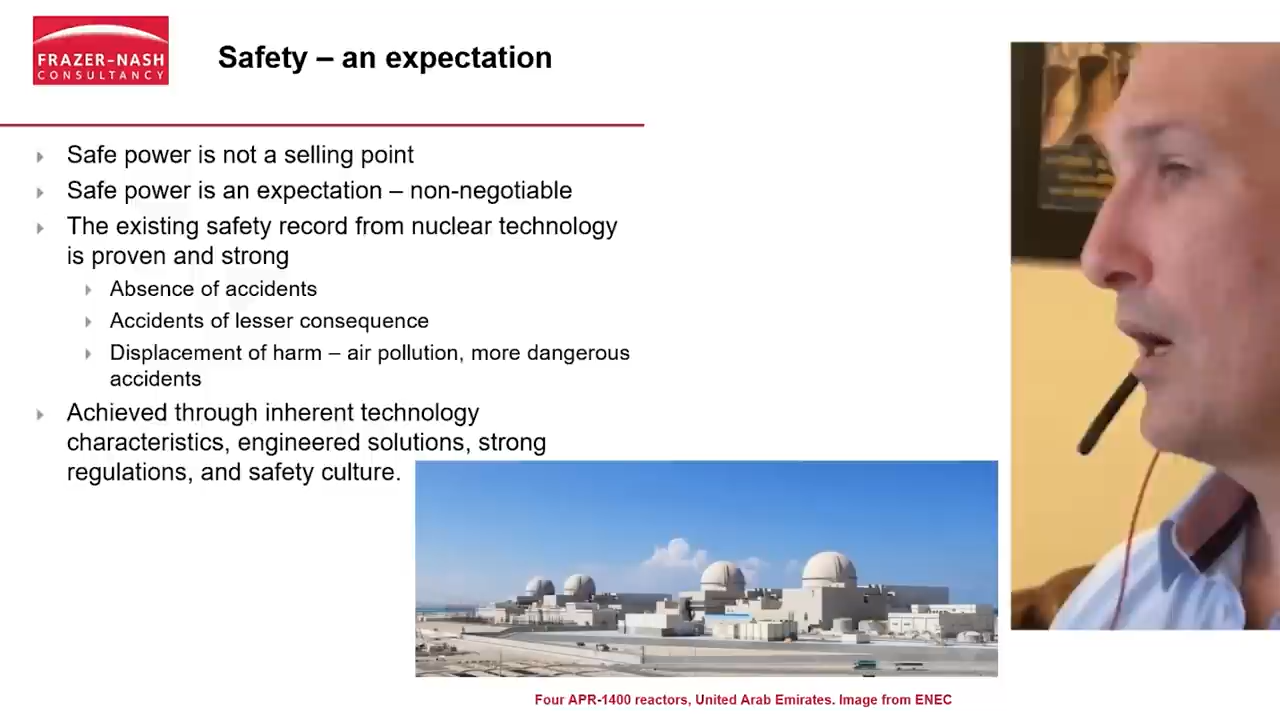 FRAZER-NASH
CONSULTANCY
Safety – an expectation
Safe power is not a selling point
Safe power is an expectation – non-negotiable
The existing safety record from nuclear technology
is proven and strong
Absence of accidents
Accidents of lesser consequence
Displacement of harm – air pollution, more dangerous
accidents
Achieved through inherent technology
characteristics, engineered solutions, strong
regulations, and safety culture.
Four APR-1400 reactors, United Arab Emirates. Image from ENEC